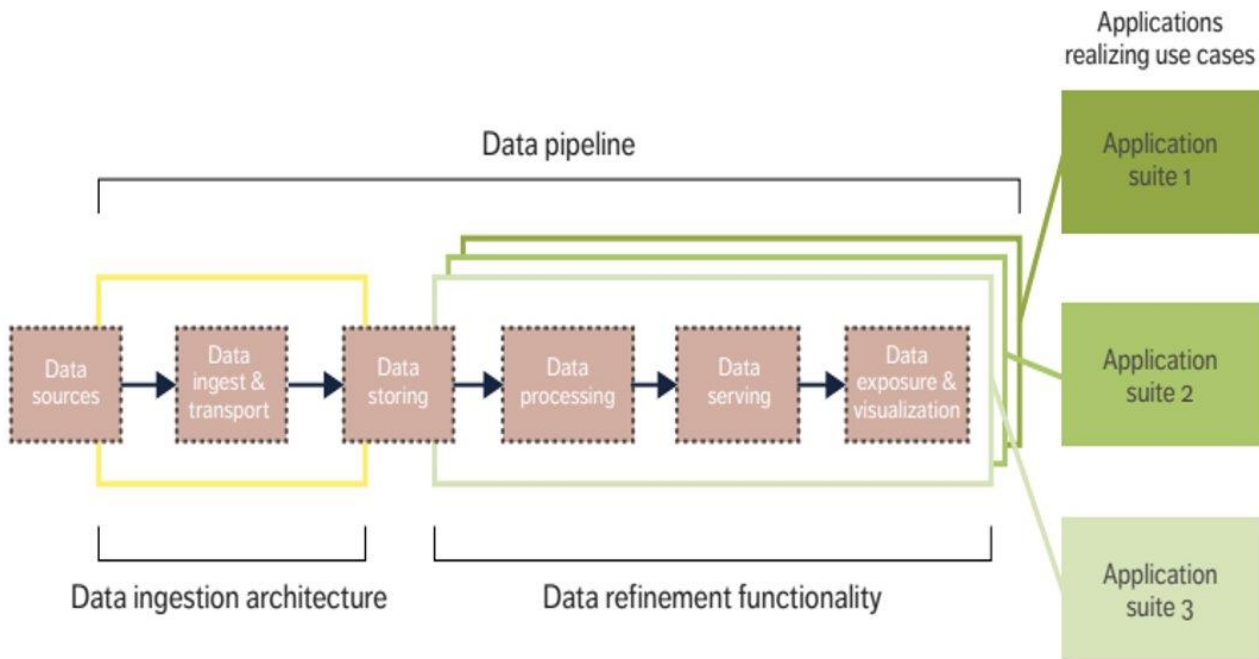 Applications
realizing use cases
Data pipeline
Application
suite 1
Data
sources
Data
ingest &
transport
Data
storing
Data
processing
Data
serving
Data
exposure &
visualization
Application
suite 2
Data ingestion architecture
Data refinement functionality
Application
suite 3